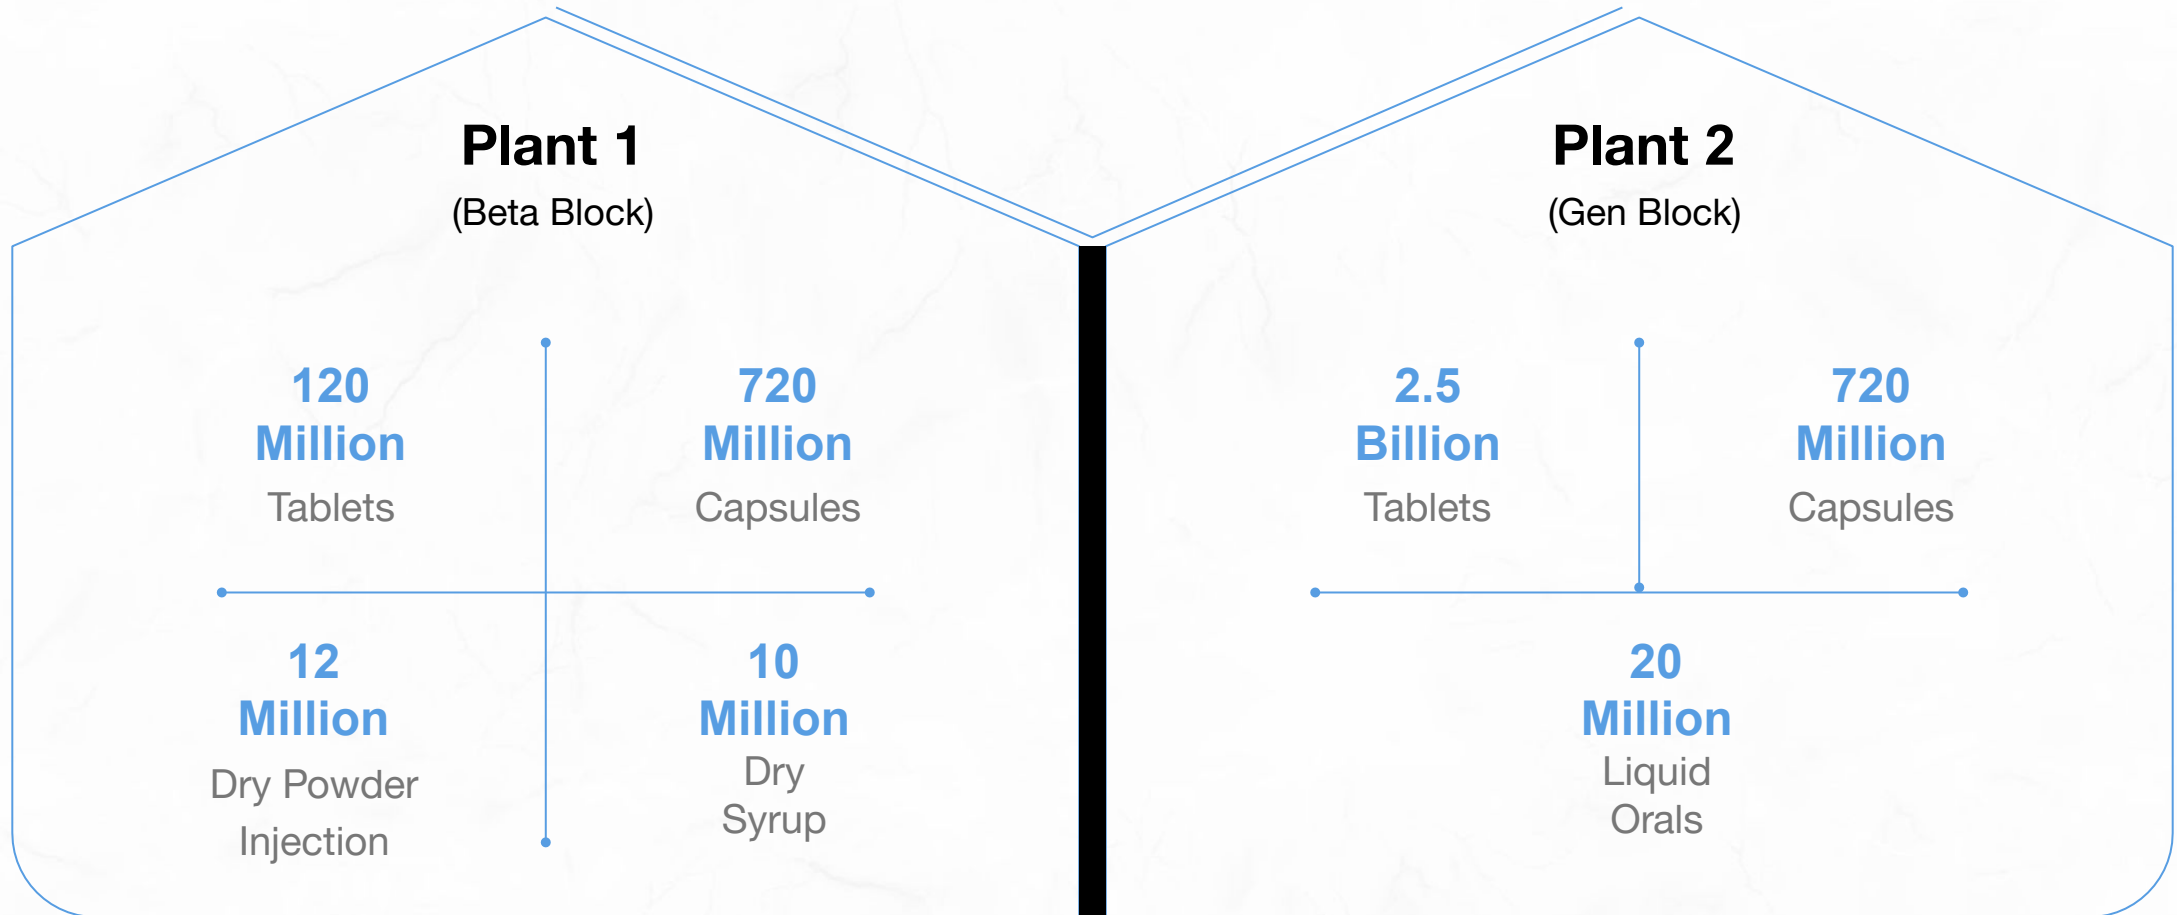 Plant 1
(Beta Block)
120
Million
Tablets
720
Million
Capsules
12
Million
Dry Powder
Injection
10
Million
Dry
Syrup
Plant 2
(Gen Block)
2.5
Billion
Tablets
720
Million
Capsules
20
Million
Liquid
Orals